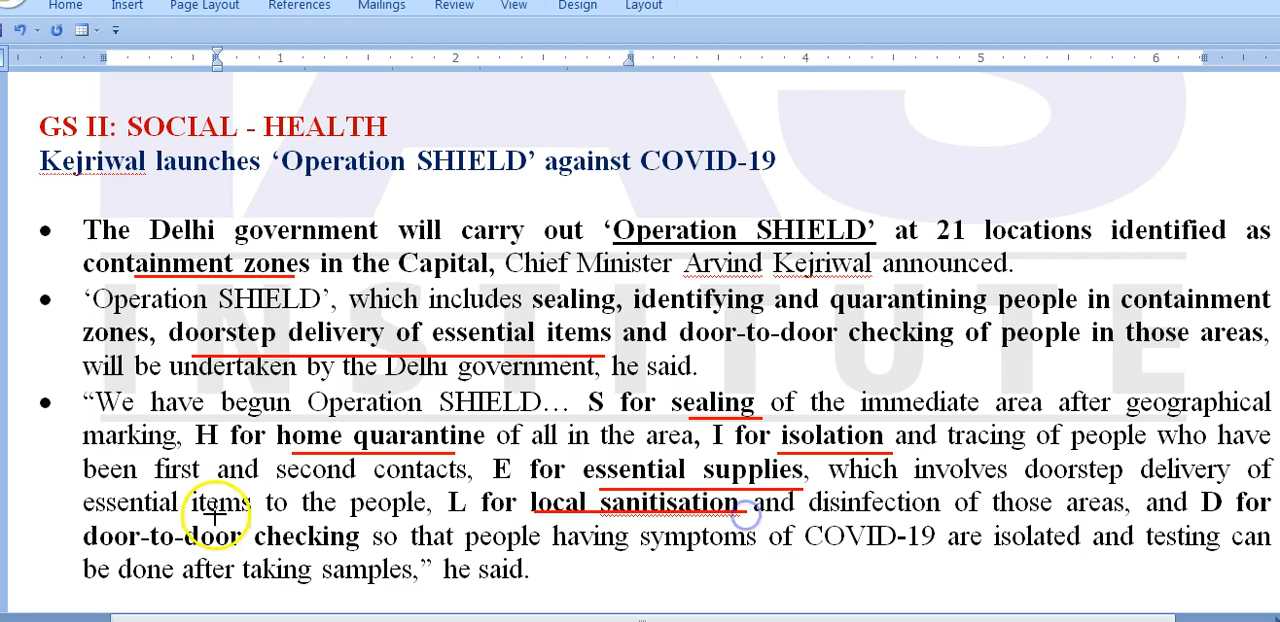 Home Insert Page Layout References Mailings Review View Design Layout
1 2 4 5 6
IAS
INSTITUTE
GS II: SOCIAL - HEALTH
Kejriwal launches ‘Operation SHIELD’ against COVID-19
• The Delhi government will carry out ‘Operation SHIELD’ at 21 locations identified as
containment zones in the Capital, Chief Minister Arvind Kejriwal announced.
• ‘Operation SHIELD’, which includes sealing, identifying and quarantining people in containment
zones, doorstep delivery of essential items and door-to-door checking of people in those areas,
will be undertaken by the Delhi government, he said.
• “We have begun Operation SHIELD… S for sealing of the immediate area after geographical
marking, H for home quarantine of all in the area, I for isolation and tracing of people who have
been first and second contacts, E for essential supplies, which involves doorstep delivery of
essential items to the people, L for local sanitisation and disinfection of those areas, and D for
door-to-door checking so that people having symptoms of COVID-19 are isolated and testing can
be done after taking samples,” he said.